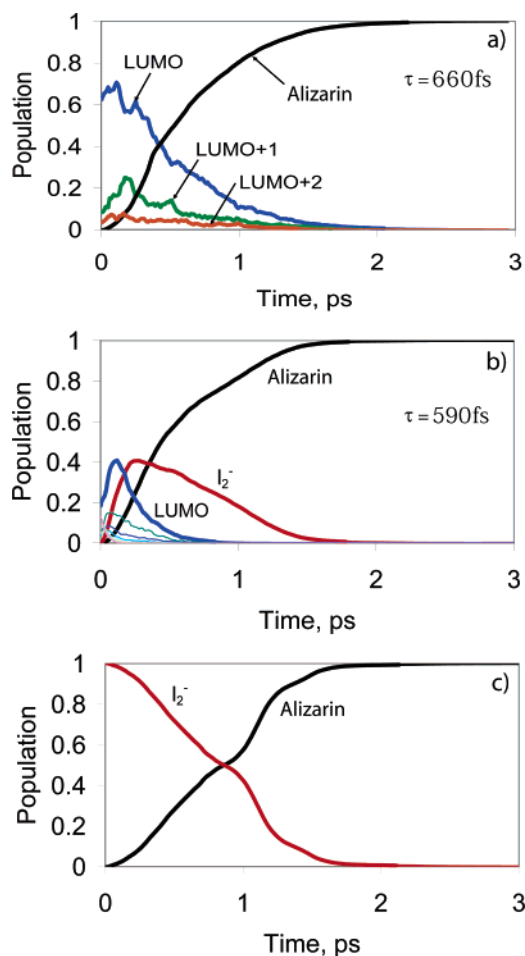 a)
1
0.8
0.6
0.4
0.2
0
Population
LUMO
Alizarin
τ = 660fs
LUMO+1
LUMO+2
0 1 2 3
Time, ps
b)
1
0.8
0.6
0.4
0.2
0
Population
Alizarin
τ = 590fs
I2-
LUMO
0 1 2 3
Time, ps
c)
1
0.8
0.6
0.4
0.2
0
Population
I2-
Alizarin
0 1 2 3
Time, ps